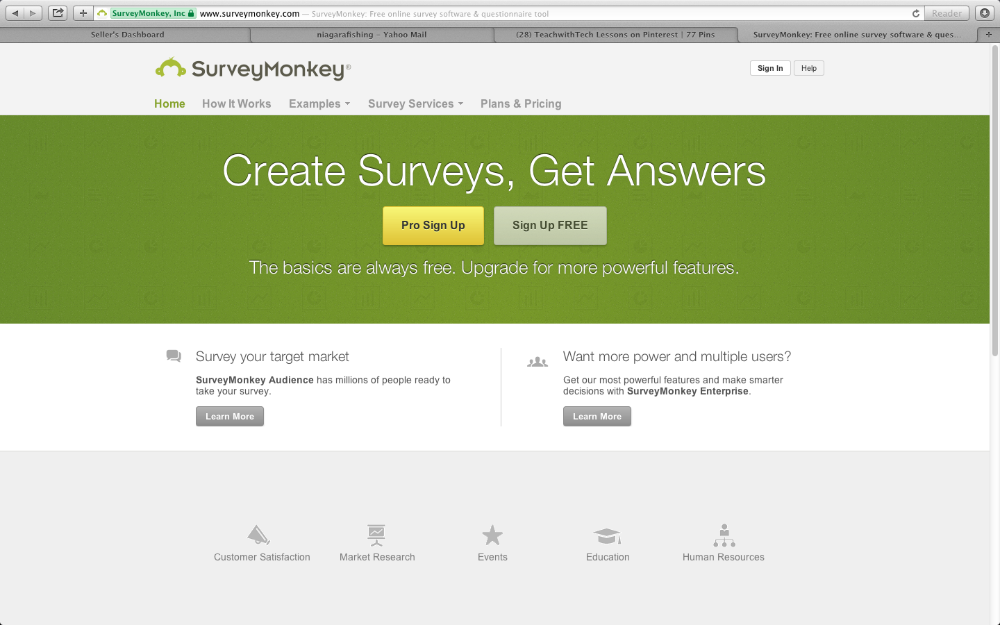 SurveyMonkey, Inc www.surveymonkey.com — SurveyMonkey: Free online survey software & questionnaire tool
Reader
Seller's Dashboard
niagarafishing – Yahoo Mail
(28) TeachwithTech Lessons on Pinterest | 77 Pins
SurveyMonkey: Free online survey software & ques...
SurveyMonkey®
Sign In
Help
Home
How It Works
Examples
Survey Services
Plans & Pricing
Create Surveys, Get Answers
Pro Sign Up
Sign Up FREE
The basics are always free. Upgrade for more powerful features.
Survey your target market
SurveyMonkey Audience has millions of people ready to
take your survey.
Learn More
Want more power and multiple users?
Get our most powerful features and make smarter
decisions with SurveyMonkey Enterprise.
Learn More
Customer Satisfaction
Market Research
Events
Education
Human Resources